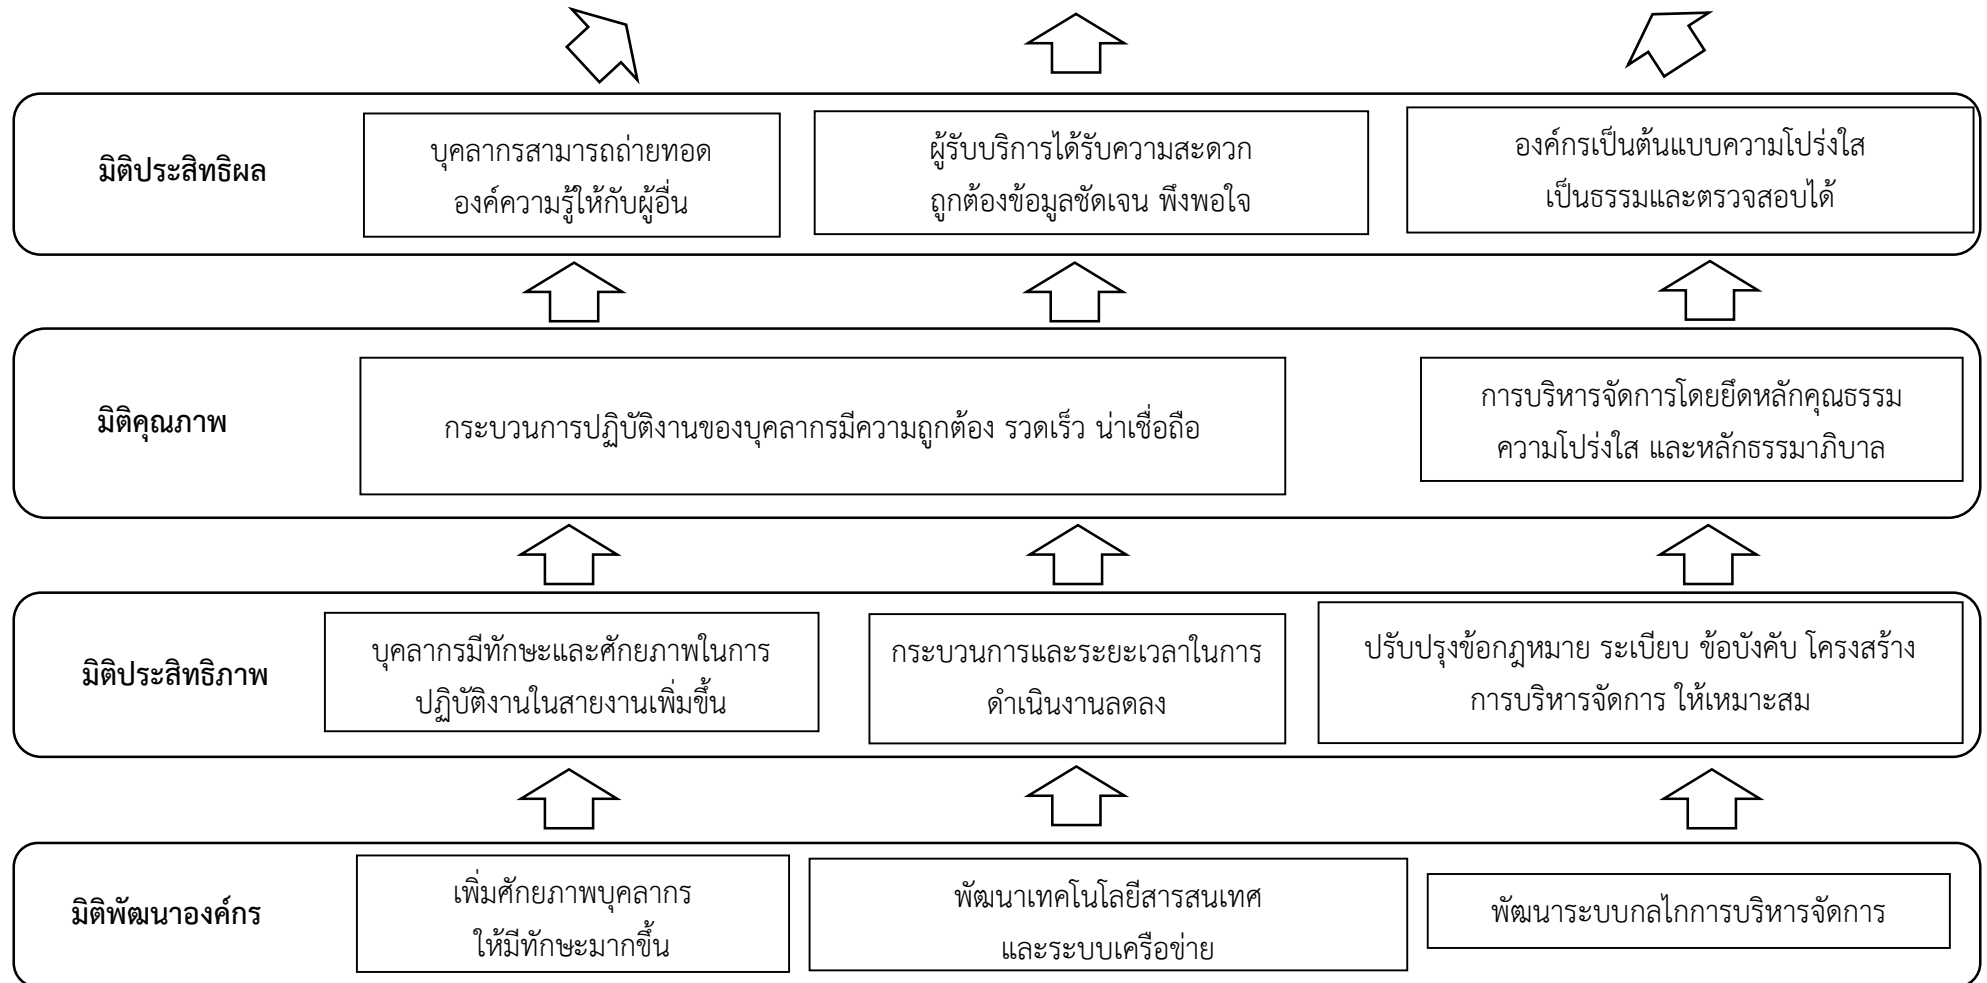 มิติประสิทธิผล
บุคลากรสามารถถ่ายทอด
องค์ความรู้ให้กับผู้อื่น
ผู้รับบริการได้รับความสะดวก
ถูกต้องข้อมูลชัดเจน พึงพอใจ
องค์กรเป็นต้นแบบความโปร่งใส
เป็นธรรมและตรวจสอบได้
มิติคุณภาพ
กระบวนการปฏิบัติงานของบุคลากรมีความถูกต้อง รวดเร็ว น่าเชื่อถือ
การบริหารจัดการโดยยึดหลักคุณธรรม
ความโปร่งใส และหลักธรรมาภิบาล
มิติประสิทธิภาพ
บุคลากรมีทักษะและศักยภาพในการ
ปฏิบัติงานในสายงานเพิ่มขึ้น
กระบวนการและระยะเวลาในการ
ดำเนินงานลดลง
ปรับปรุงข้อกฎหมาย ระเบียบ ข้อบังคับ โครงสร้าง
การบริหารจัดการ ให้เหมาะสม
มิติพัฒนาองค์กร
เพิ่มศักยภาพบุคลากร
ให้มีทักษะมากขึ้น
พัฒนาเทคโนโลยีสารสนเทศ
และระบบเครือข่าย
พัฒนาระบบกลไกการบริหารจัดการ